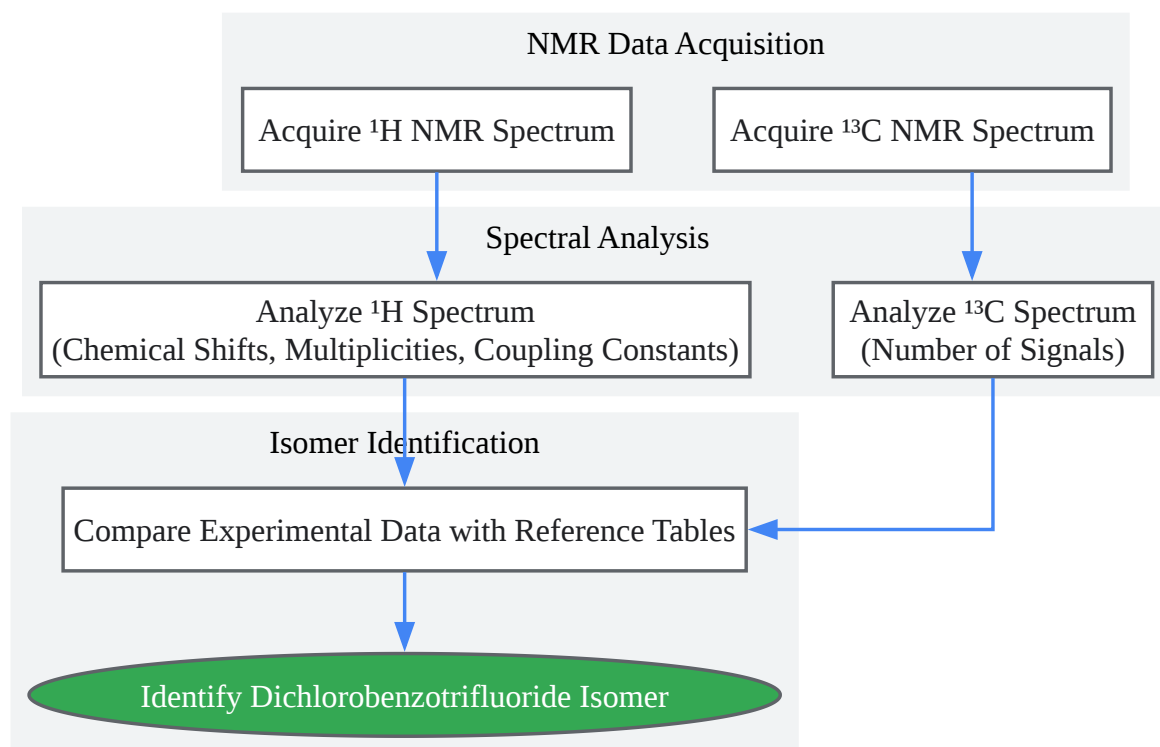 NMR Data Acquisition
Acquire ¹H NMR Spectrum
Acquire ¹³C NMR Spectrum
Spectral Analysis
Analyze ¹H Spectrum
(Chemical Shifts, Multiplicities, Coupling Constants)
Analyze ¹³C Spectrum
(Number of Signals)
Isomer Identification
Compare Experimental Data with Reference Tables
Identify Dichlorobenzotrifluoride Isomer